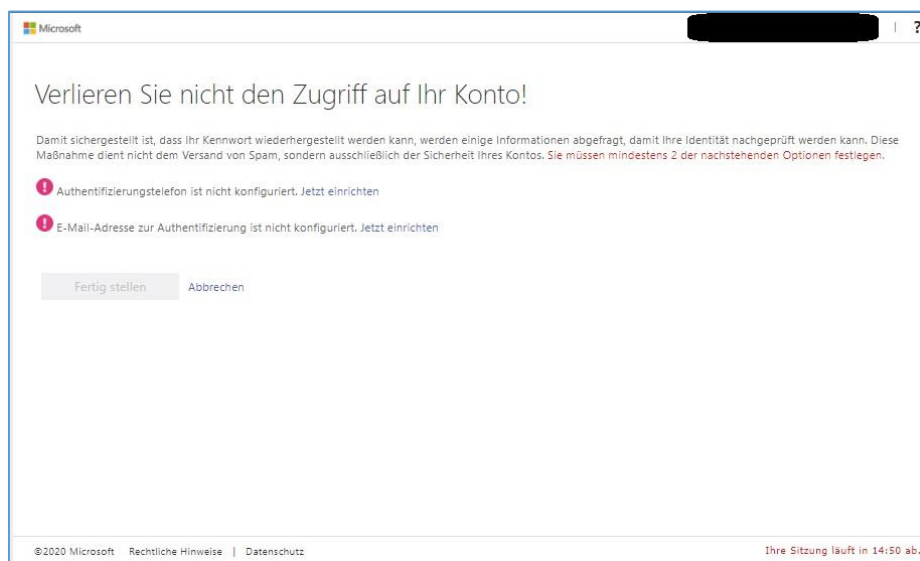 Microsoft
| ?
Verlieren Sie nicht den Zugriff auf Ihr Konto!
Damit sichergestellt ist, dass Ihr Kennwort wiederhergestellt werden kann, werden einige Informationen abgefragt, damit Ihre Identität nachgeprüft werden kann. Diese
Maßnahme dient nicht dem Versand von Spam, sondern ausschließlich der Sicherheit Ihres Kontos. Sie müssen mindestens 2 der nachstehenden Optionen festlegen.
! Authentifizierungstelefon ist nicht konfiguriert. Jetzt einrichten
! E-Mail-Adresse zur Authentifizierung ist nicht konfiguriert. Jetzt einrichten
Fertig stellen Abbrechen
©2020 Microsoft Rechtliche Hinweise | Datenschutz Ihre Sitzung läuft in 14:50 ab.